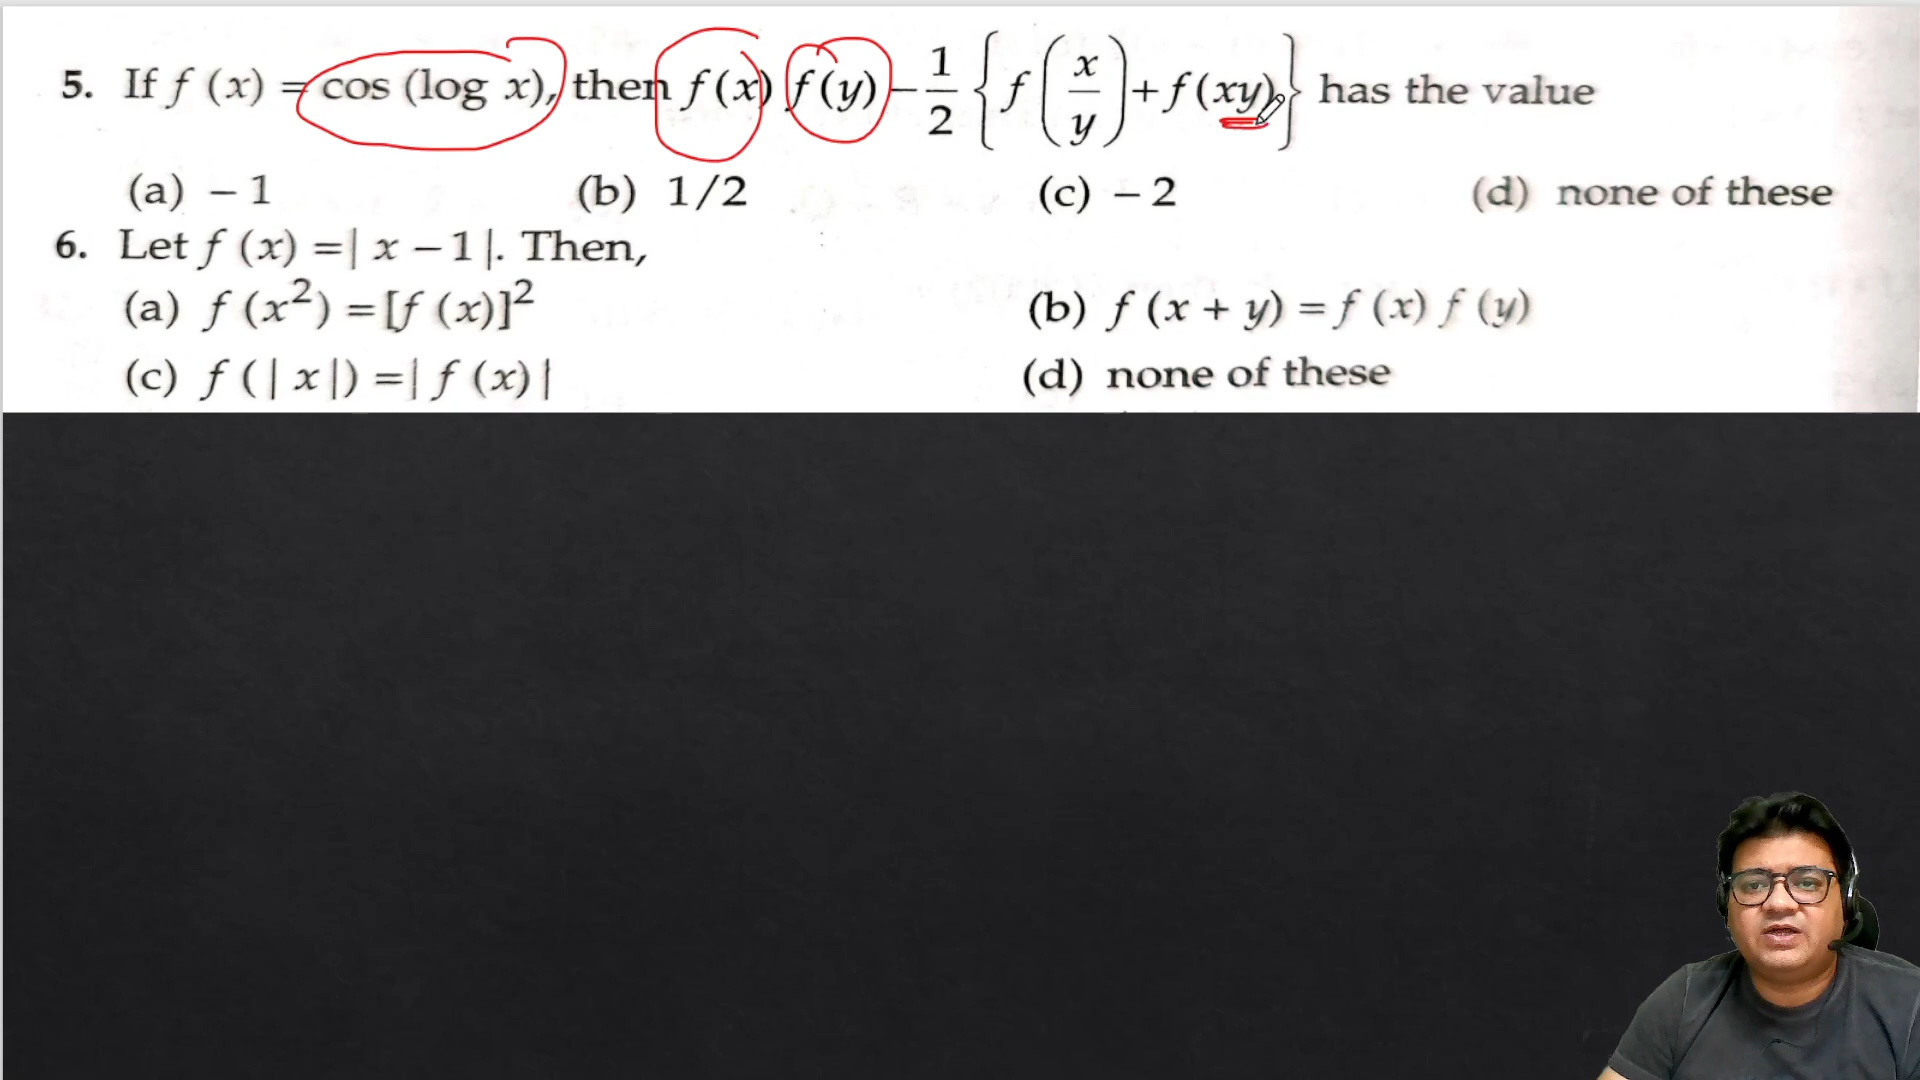 5. If f (x) = cos (log x), then f (x) f (y) – 1/2 { f (x/y) + f (xy) } has the value
(a) – 1 (b) 1/2 (c) – 2 (d) none of these
6. Let f (x) =| x – 1 |. Then,
(a) f (x²) = [f (x)]² (b) f (x + y) = f (x) f (y)
(c) f (| x |) =| f (x) | (d) none of these